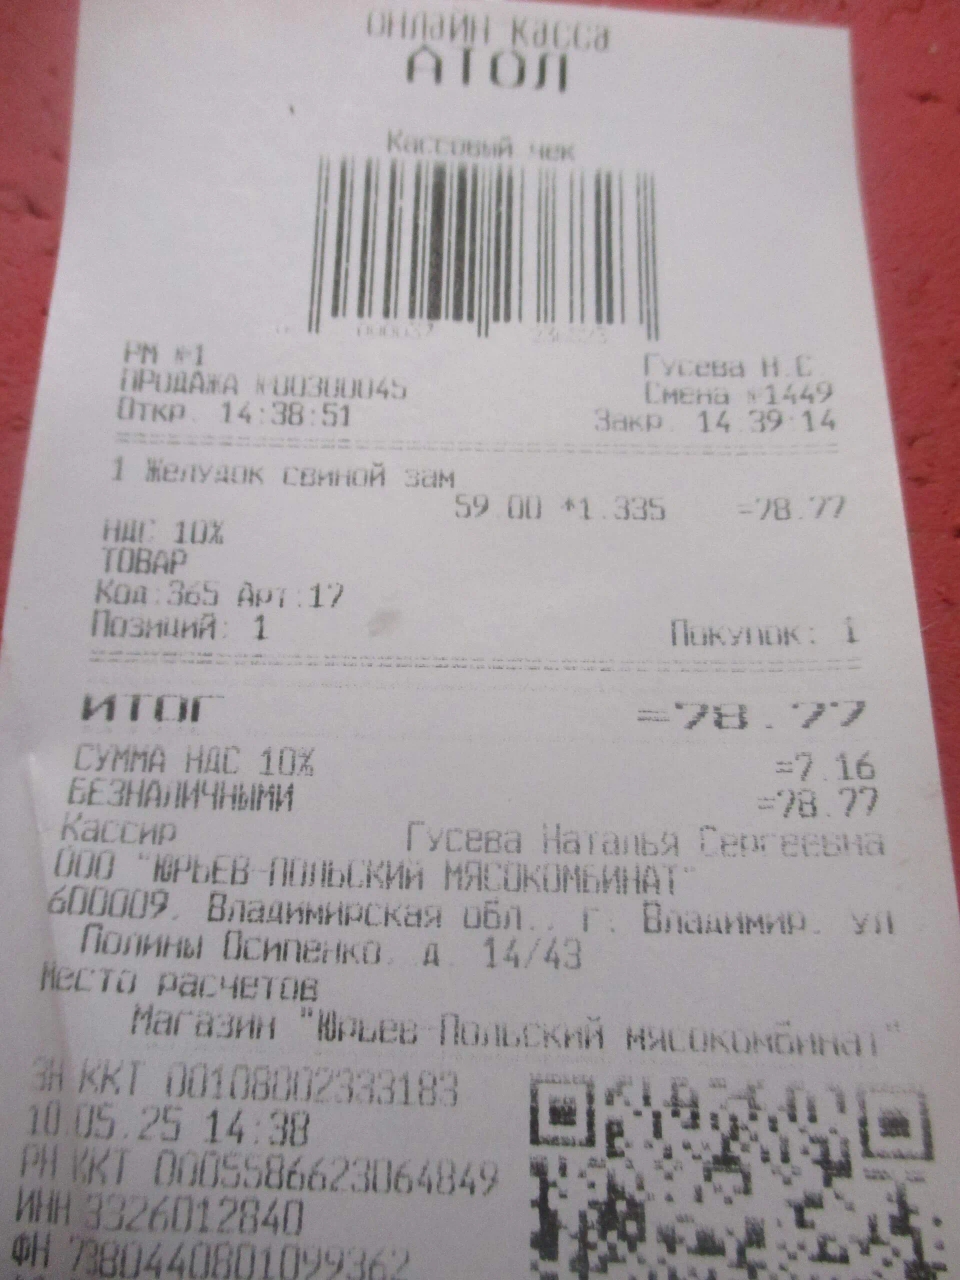 ОНЛАЙН КАССА
АТОЛ
Кассовый чек
РМ №1 Гусева Н.С.
ПРОДАЖА №00300045 Смена №1449
Откр. 14:38:51 Закр. 14:39:14
1 Желудок свиной зам
59.00 *1.335 =78.77
НДС 10%
ТОВАР
Код:365 Арт.:17
Позиций: 1 Покупок: 1
ИТОГ =78.77
СУММА НДС 10% =7.16
БЕЗНАЛИЧНЫМИ =78.77
Кассир Гусева Наталья Сергеевна
ООО "ЮРЬЕВ-ПОЛЬСКИЙ МЯСОКОМБИНАТ"
600009, Владимирская обл., г. Владимир, ул
Полины Осипенко, д. 14/43
Место расчетов
Магазин "Юрьев-Польский мясокомбинат"
ЗН ККТ 00108002333183
10.05.25 14:38
РН ККТ 0005586623064849
ИНН 3326012840
ФН 7380440801099362